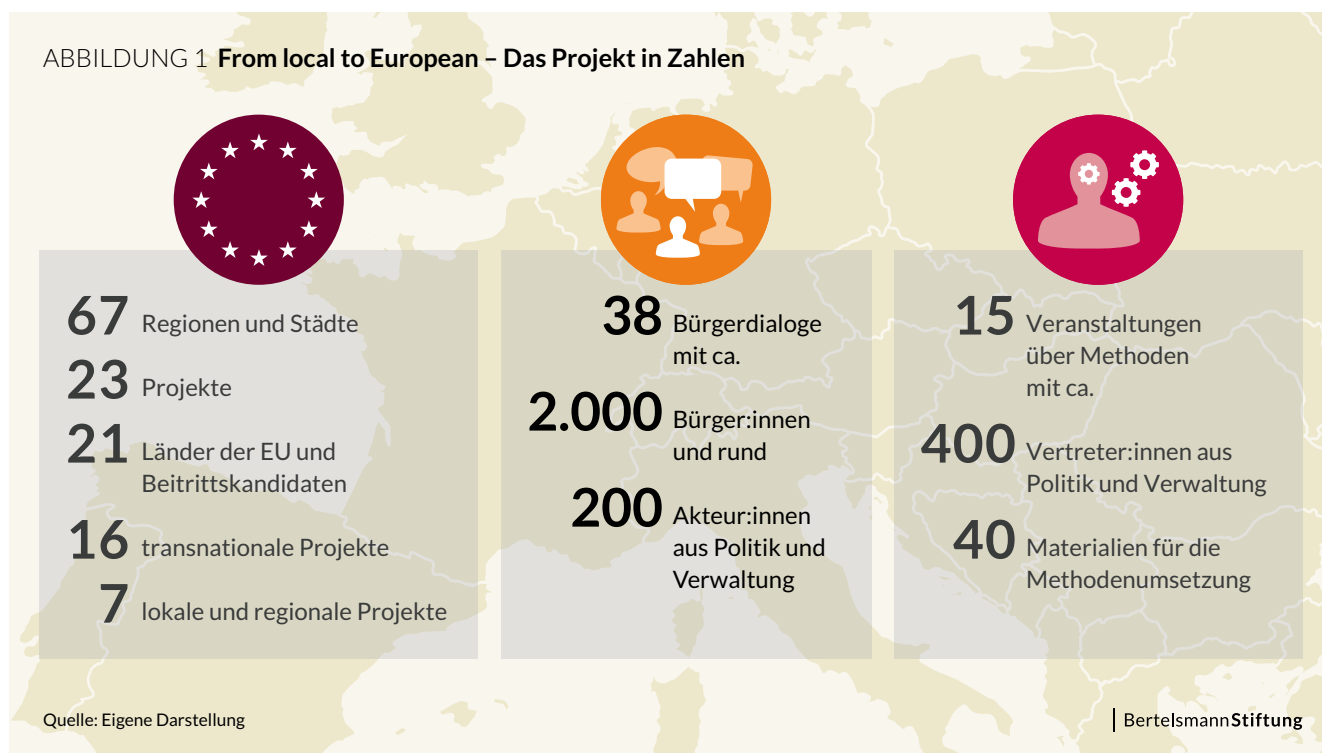 ABBILDUNG 1 From local to European – Das Projekt in Zahlen
67 Regionen und Städte
23 Projekte
21 Länder der EU und
Beitrittskandidaten
16 transnationale Projekte
7 lokale und regionale Projekte
38 Bürgerdialoge
mit ca.
2.000 Bürger:innen
und rund
200 Akteur:innen
aus Politik und
Verwaltung
15 Veranstaltungen
über Methoden
mit ca.
400 Vertreter:innen aus
Politik und Verwaltung
40 Materialien für die
Methodenumsetzung
Quelle: Eigene Darstellung
BertelsmannStiftung